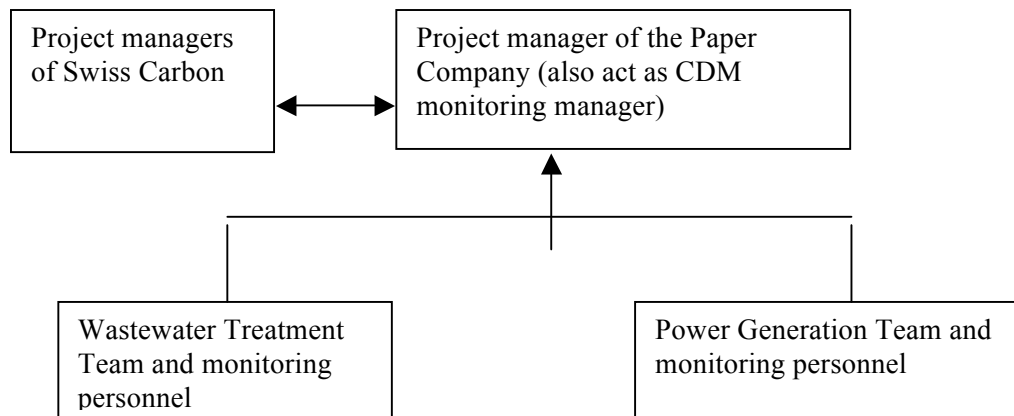 Project managers
of Swiss Carbon
Project manager of the Paper
Company (also act as CDM
monitoring manager)
Wastewater Treatment
Team and monitoring
personnel
Power Generation Team and
monitoring personnel